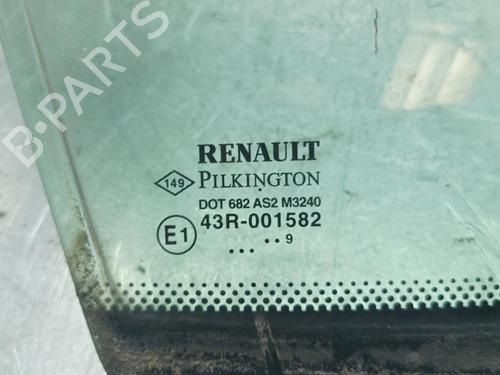 B-PARTS
RENAULT
149 PILKINGTON
DOT 682 AS2 M3240
E1 43R-001582
... .. 9